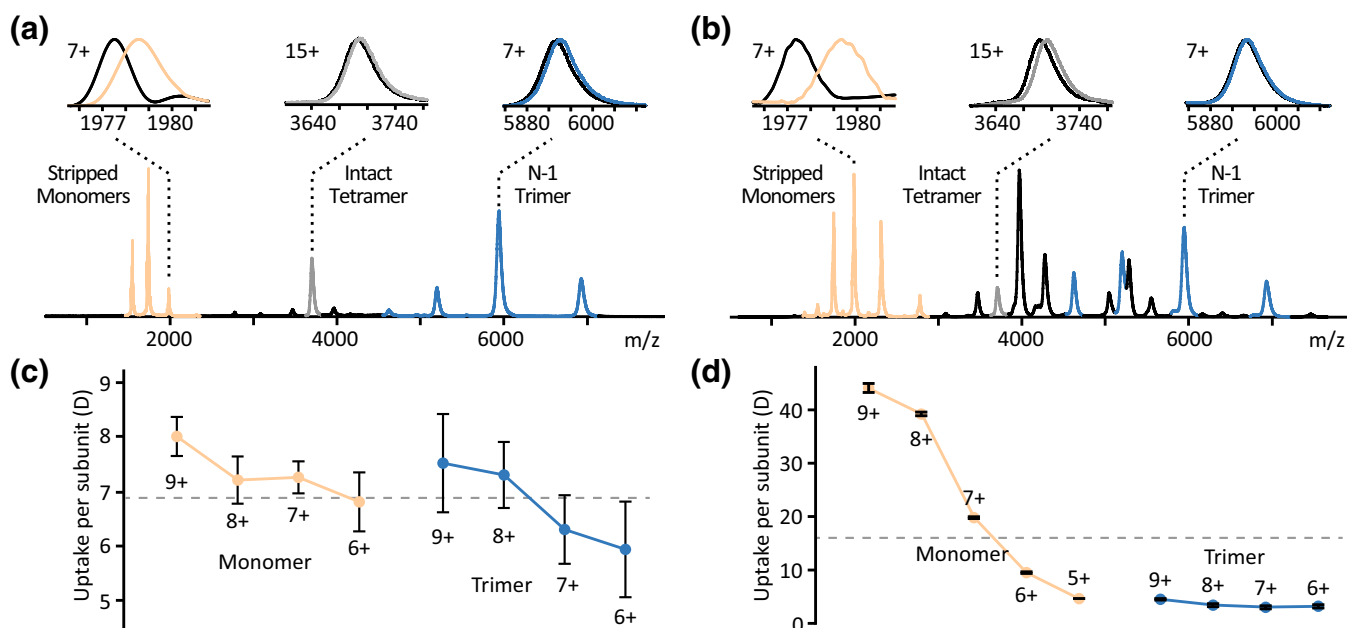 (a)
7+
15+
7+
1977 1980
3640 3740
5880 6000
Stripped
Monomers
Intact
Tetramer
N-1
Trimer
2000 4000 6000 m/z
(b)
7+
15+
7+
1977 1980
3640 3740
5880 6000
Stripped
Monomers
Intact
Tetramer
N-1
Trimer
2000 4000 6000 m/z
(c)
Uptake per subunit (D)
9
8
7
6
5
9+
8+
7+
6+
Monomer
9+
8+
7+
6+
Trimer
(d)
Uptake per subunit (D)
40
30
20
10
0
9+
8+
7+
6+
5+
Monomer
9+
8+
7+
6+
Trimer